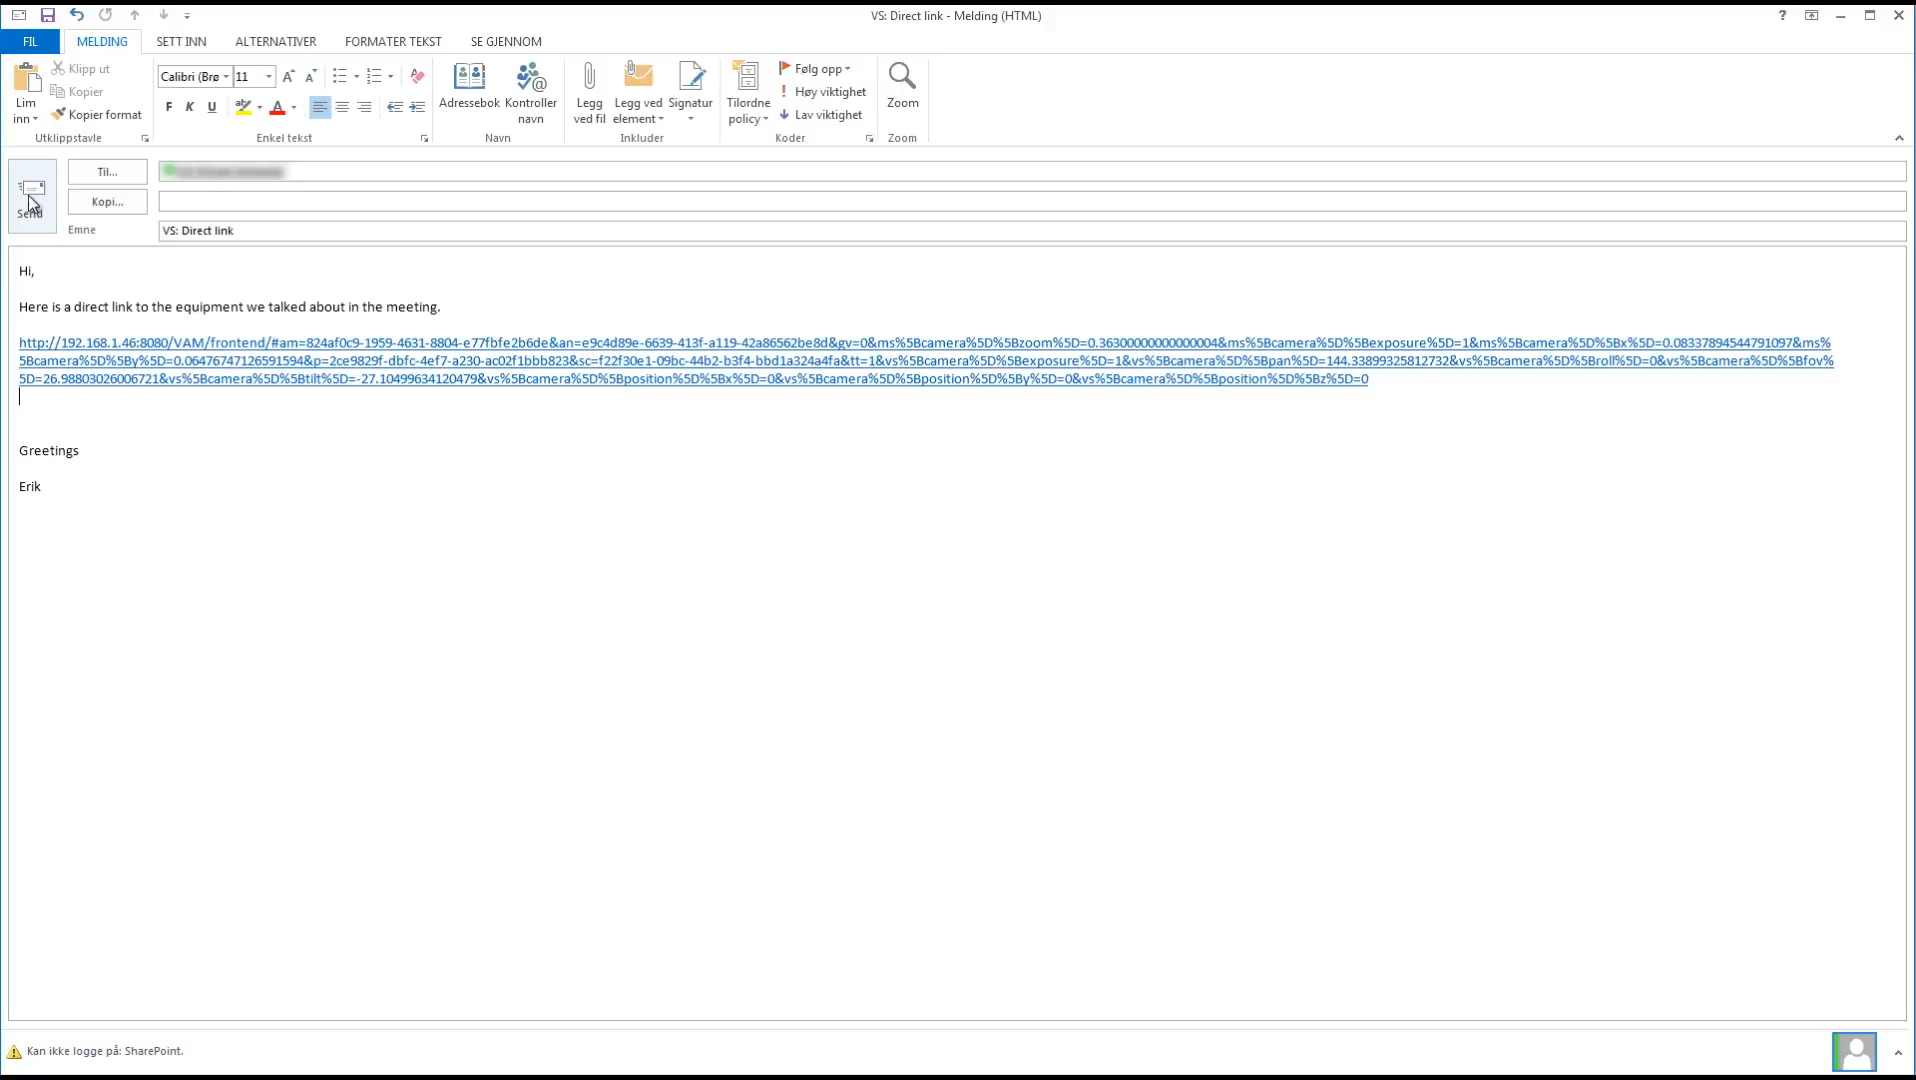 VS: Direct link - Melding (HTML)
?
FIL MELDING SETT INN ALTERNATIVER FORMATER TEKST SE GJENNOM
Lim inn
Klipp ut
Kopier
Kopier format
Utklippstavle
Calibri (Brø 11
F K U
Enkel tekst
Adressebok
Kontroller navn
Navn
Legg ved fil
Legg ved element
Signatur
Inkluder
Tilordne policy
Følg opp
Høy viktighet
Lav viktighet
Koder
Zoom
Zoom
Send
Til...
Kopi...
Emne
VS: Direct link
Hi,
Here is a direct link to the equipment we talked about in the meeting.
http://192.168.1.46:8080/VAM/frontend/#am=824af0c9-1959-4631-8804-e77fbfe2b6de&an=e9c4d89e-6639-413f-a119-42a86562be8d&gv=0&ms%5Bcamera%5D%5Bzoom%5D=0.36300000000000004&ms%5Bcamera%5D%5Bexposure%5D=1&ms%5Bcamera%5D%5Bx%5D=0.08337894544791097&ms%
5Bcamera%5D%5By%5D=0.06476747126591594&p=2ce9829f-dbfc-4ef7-a230-ac02f1bbb823&sc=f22f30e1-09bc-44b2-b3f4-bbd1a324a4fa&tt=1&vs%5Bcamera%5D%5Bexposure%5D=1&vs%5Bcamera%5D%5Bpan%5D=144.33899325812732&vs%5Bcamera%5D%5Broll%5D=0&vs%5Bcamera%5D%5Bfov%
5D=26.98803026006721&vs%5Bcamera%5D%5Btilt%5D=-27.10499634120479&vs%5Bcamera%5D%5Bposition%5D%5Bx%5D=0&vs%5Bcamera%5D%5Bposition%5D%5By%5D=0&vs%5Bcamera%5D%5Bposition%5D%5Bz%5D=0
Greetings
Erik
Kan ikke logge på: SharePoint.